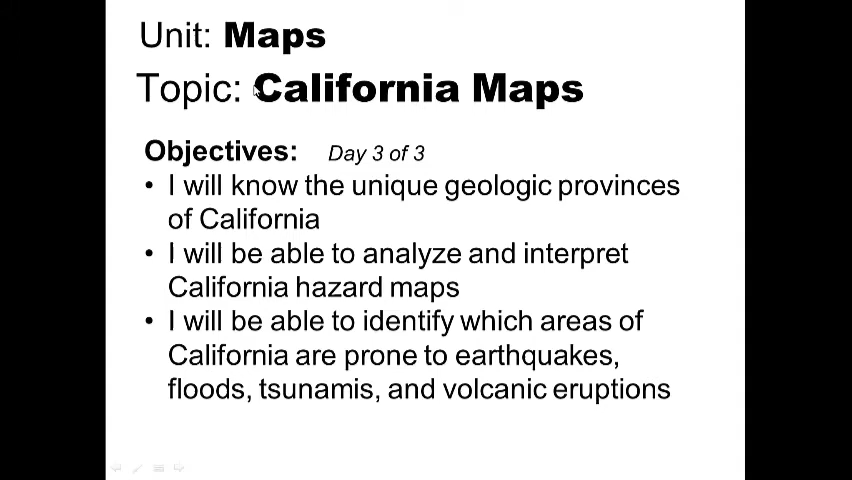 Unit: Maps
Topic: California Maps
Objectives: Day 3 of 3
• I will know the unique geologic provinces
of California
• I will be able to analyze and interpret
California hazard maps
• I will be able to identify which areas of
California are prone to earthquakes,
floods, tsunamis, and volcanic eruptions